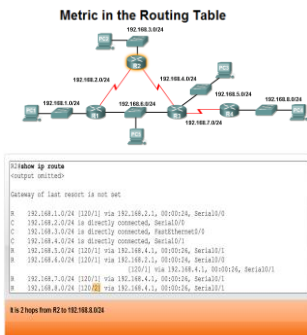 Metric in the Routing Table
192.168.3.0/24
R2
192.168.2.0/24
192.168.4.0/24
192.168.5.0/24
192.168.1.0/24
192.168.6.0/24
192.168.8.0/24
R1
R3
R4
192.168.7.0/24
R2#show ip route
<output omitted>
Gateway of last resort is not set
R 192.168.1.0/24 [120/1] via 192.168.2.1, 00:00:24, Serial0/0
C 192.168.2.0/24 is directly connected, Serial0/0
C 192.168.3.0/24 is directly connected, FastEthernet0/0
C 192.168.4.0/24 is directly connected, Serial0/1
R 192.168.5.0/24 [120/1] via 192.168.4.1, 00:00:26, Serial0/1
R 192.168.6.0/24 [120/1] via 192.168.2.1, 00:00:24, Serial0/0
[120/1] via 192.168.4.1, 00:00:26, Serial0/1
R 192.168.7.0/24 [120/1] via 192.168.4.1, 00:00:26, Serial0/1
R 192.168.8.0/24 [120/2] via 192.168.4.1, 00:00:26, Serial0/1
It is 2 hops from R2 to 192.168.8.0/24